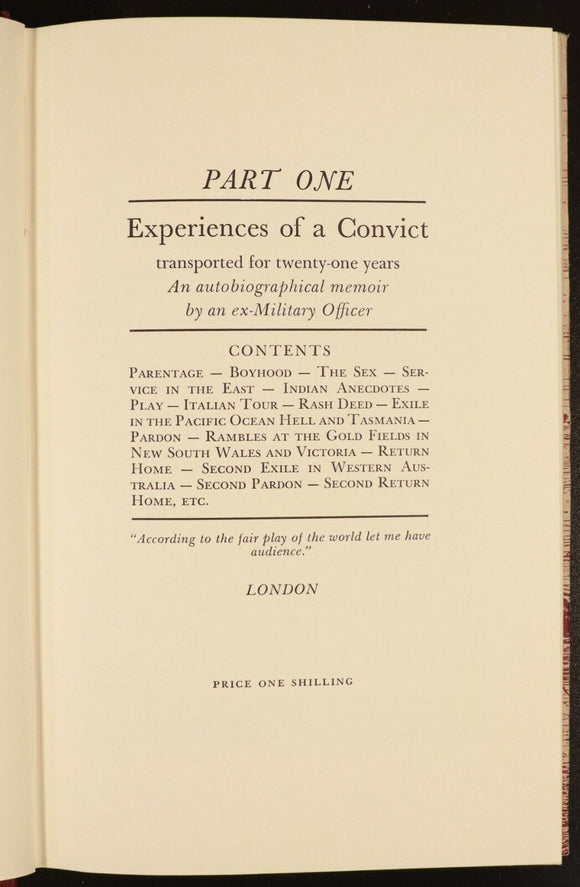 PART ONE
Experiences of a Convict
transported for twenty-one years
An autobiographical memoir
by an ex-Military Officer
CONTENTS
Parentage — Boyhood — The Sex — Ser-
vice in the East — Indian Anecdotes —
Play — Italian Tour — Rash Deed — Exile
in the Pacific Ocean Hell and Tasmania —
Pardon — Rambles at the Gold Fields in
New South Wales and Victoria — Return
Home — Second Exile in Western Aus-
tralia — Second Pardon — Second Return
Home, etc.
“According to the fair play of the world let me have
audience.”
LONDON
PRICE ONE SHILLING